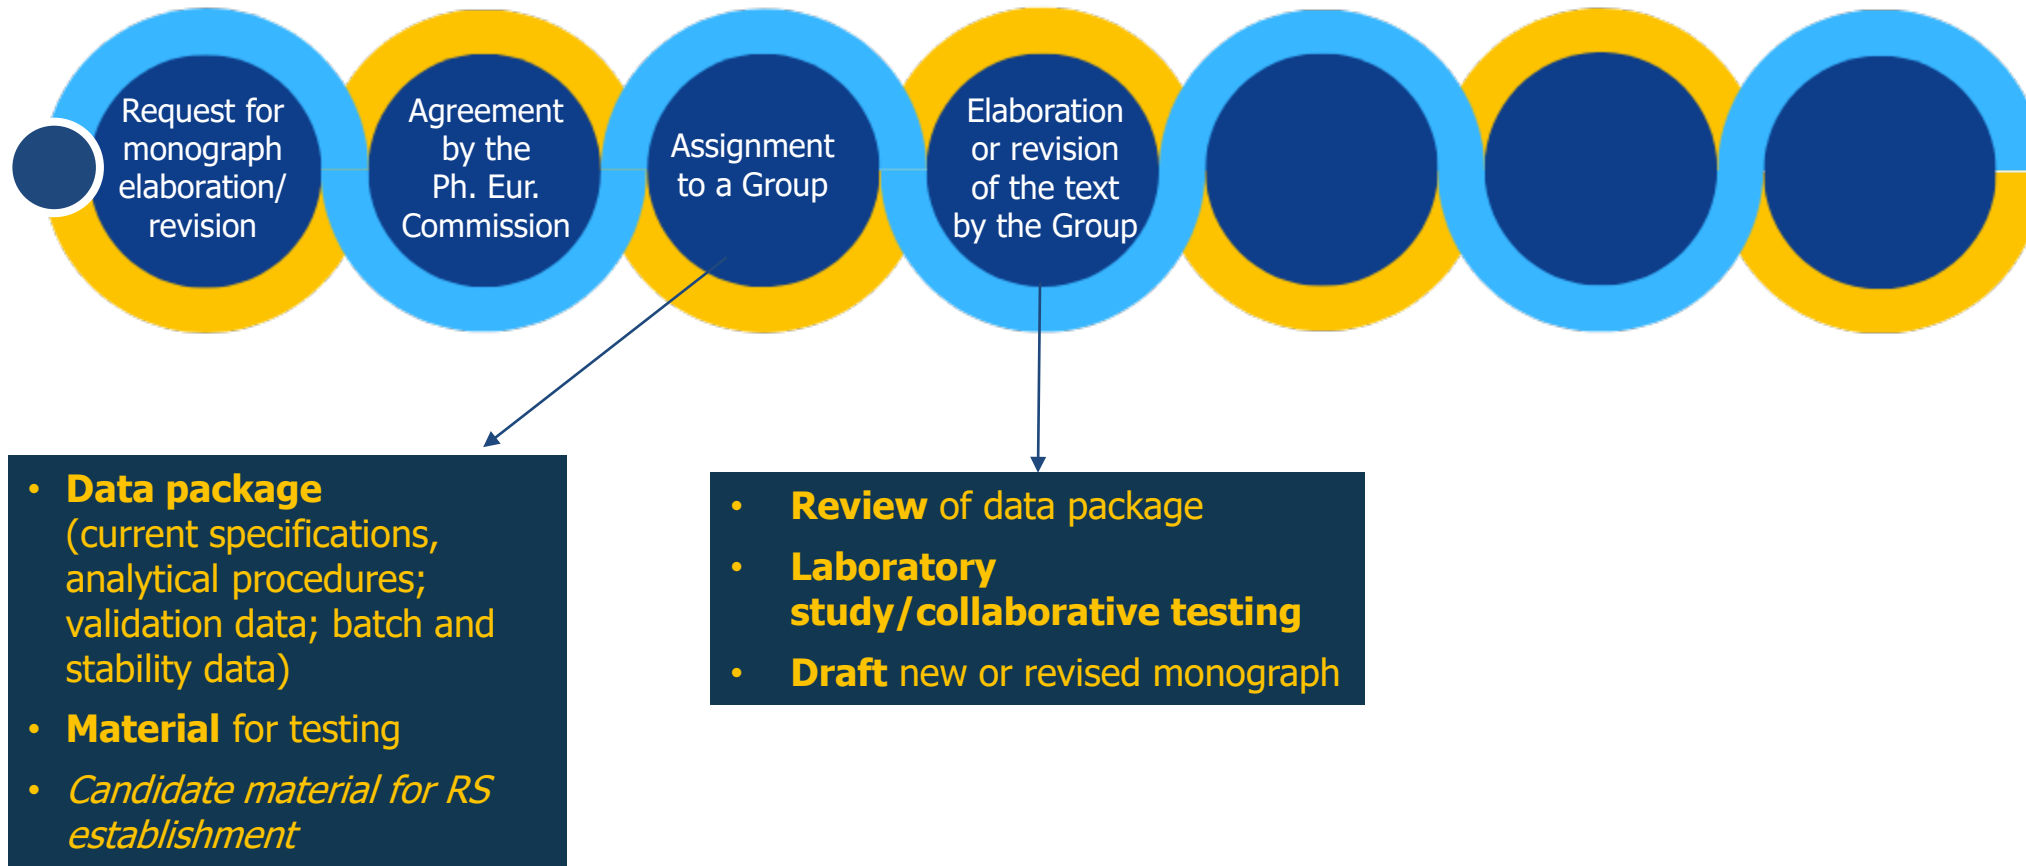 Request for
monograph
elaboration/
revision
Agreement
by the
Ph. Eur.
Commission
Assignment
to a Group
Elaboration
or revision
of the text
by the Group
• Data package
(current specifications,
analytical procedures;
validation data; batch and
stability data)
• Material for testing
• Candidate material for RS
establishment
• Review of data package
• Laboratory
study/collaborative testing
• Draft new or revised monograph